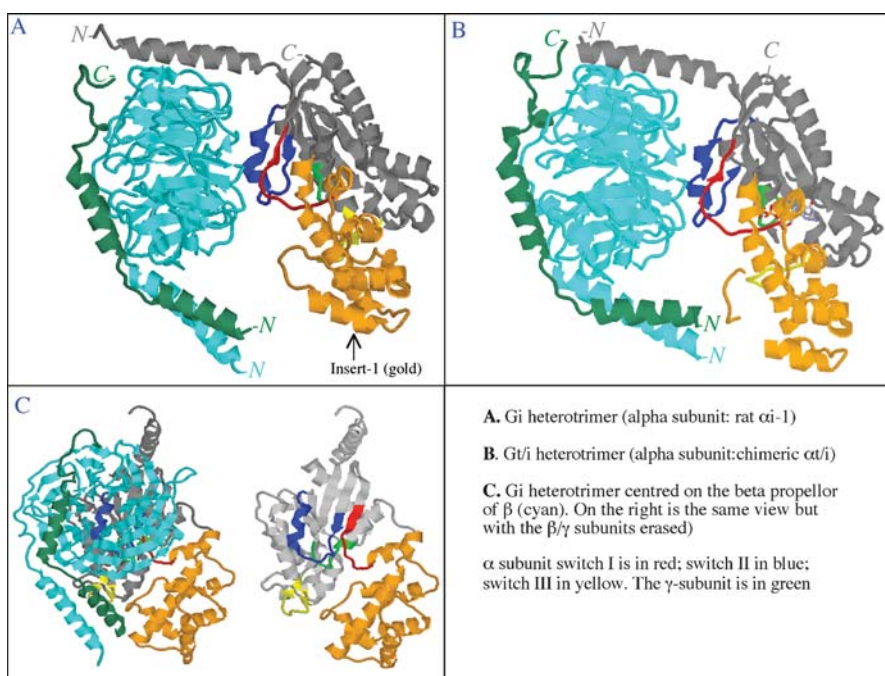 A
N-
C-
C-
-N
N
Insert-1 (gold)
B
C-
-N
C
N
-N
C
A. Gi heterotrimer (alpha subunit: rat αi-1)
B. Gt/i heterotrimer (alpha subunit:chimeric αt/i)
C. Gi heterotrimer centred on the beta propellor
of β (cyan). On the right is the same view but
with the β/γ subunits erased)
α subunit switch I is in red; switch II in blue;
switch III in yellow. The γ-subunit is in green